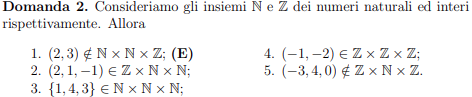 Domanda 2. Consideriamo gli insiemi ℕ e ℤ dei numeri naturali ed interi
rispettivamente. Allora
1. (2, 3) ∉ ℕ × ℕ × ℤ; (E)
2. (2, 1, −1) ∈ ℤ × ℕ × ℕ;
3. {1, 4, 3} ∈ ℕ × ℕ × ℕ;
4. (−1, −2) ∈ ℤ × ℤ × ℤ;
5. (−3, 4, 0) ∉ ℤ × ℕ × ℤ.